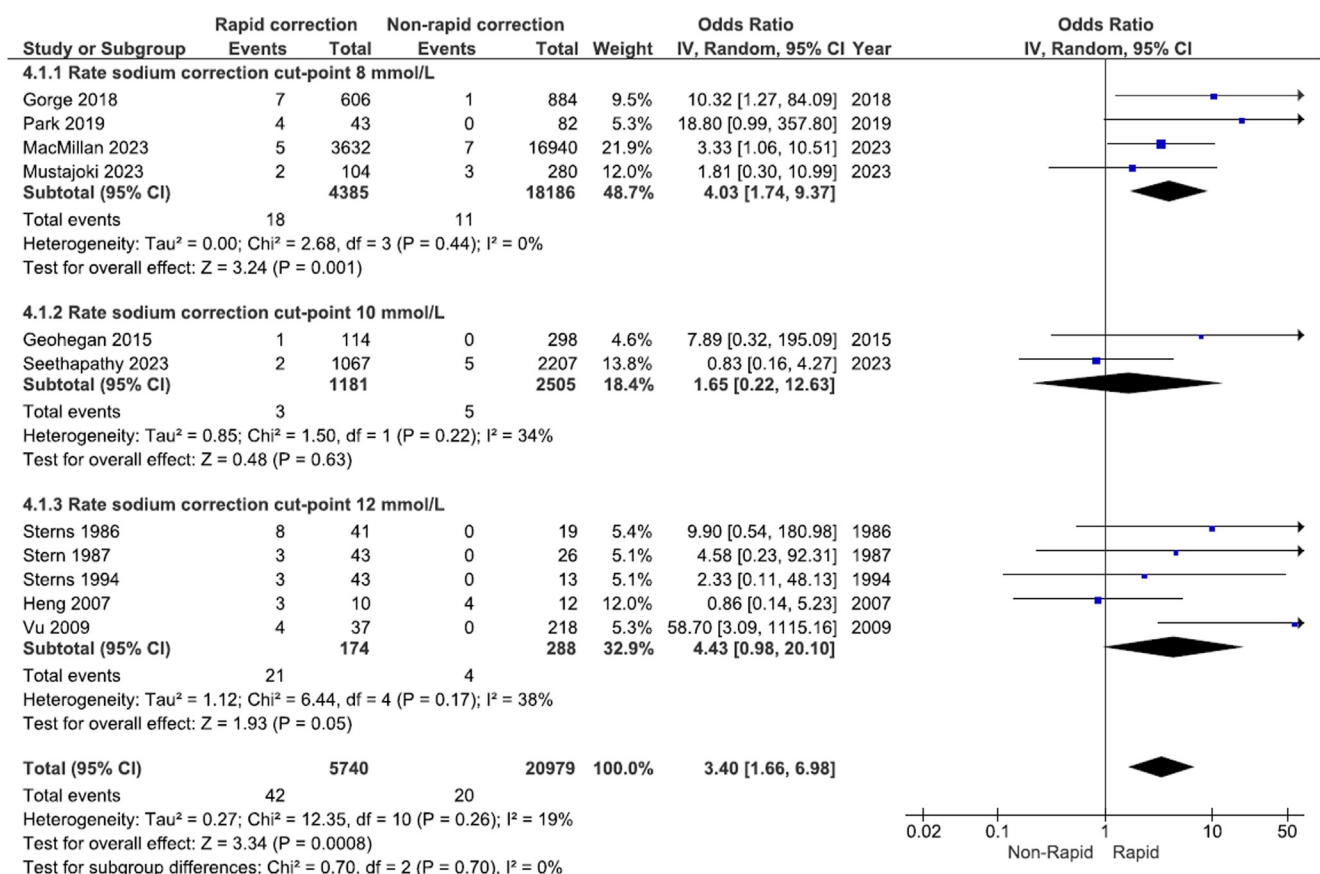 Rapid correction Non-rapid correction Odds Ratio Odds Ratio
Study or Subgroup Events Total Events Total Weight IV, Random, 95% CI Year IV, Random, 95% CI
4.1.1 Rate sodium correction cut-point 8 mmol/L
Gorge 2018 7 606 1 884 9.5% 10.32 [1.27, 84.09] 2018
Park 2019 4 43 0 82 5.3% 18.80 [0.99, 357.80] 2019
MacMillan 2023 5 3632 7 16940 21.9% 3.33 [1.06, 10.51] 2023
Mustajoki 2023 2 104 3 280 12.0% 1.81 [0.30, 10.99] 2023
Subtotal (95% CI) 4385 18186 48.7% 4.03 [1.74, 9.37]
Total events 18 11
Heterogeneity: Tau² = 0.00; Chi² = 2.68, df = 3 (P = 0.44); I² = 0%
Test for overall effect: Z = 3.24 (P = 0.001)
4.1.2 Rate sodium correction cut-point 10 mmol/L
Geohegan 2015 1 114 0 298 4.6% 7.89 [0.32, 195.09] 2015
Seethapathy 2023 2 1067 5 2207 13.8% 0.83 [0.16, 4.27] 2023
Subtotal (95% CI) 1181 2505 18.4% 1.65 [0.22, 12.63]
Total events 3 5
Heterogeneity: Tau² = 0.85; Chi² = 1.50, df = 1 (P = 0.22); I² = 34%
Test for overall effect: Z = 0.48 (P = 0.63)
4.1.3 Rate sodium correction cut-point 12 mmol/L
Sterns 1986 8 41 0 19 5.4% 9.90 [0.54, 180.98] 1986
Stern 1987 3 43 0 26 5.1% 4.58 [0.23, 92.31] 1987
Sterns 1994 3 43 0 13 5.1% 2.33 [0.11, 48.13] 1994
Heng 2007 3 10 4 12 12.0% 0.86 [0.14, 5.23] 2007
Vu 2009 4 37 0 218 5.3% 58.70 [3.09, 1115.16] 2009
Subtotal (95% CI) 174 288 32.9% 4.43 [0.98, 20.10]
Total events 21 4
Heterogeneity: Tau² = 1.12; Chi² = 6.44, df = 4 (P = 0.17); I² = 38%
Test for overall effect: Z = 1.93 (P = 0.05)
Total (95% CI) 5740 20979 100.0% 3.40 [1.66, 6.98]
Total events 42 20
Heterogeneity: Tau² = 0.27; Chi² = 12.35, df = 10 (P = 0.26); I² = 19%
Test for overall effect: Z = 3.34 (P = 0.0008)
Test for subgroup differences: Chi² = 0.70, df = 2 (P = 0.70), I² = 0%
0.02 0.1 1 10 50
Non-Rapid Rapid